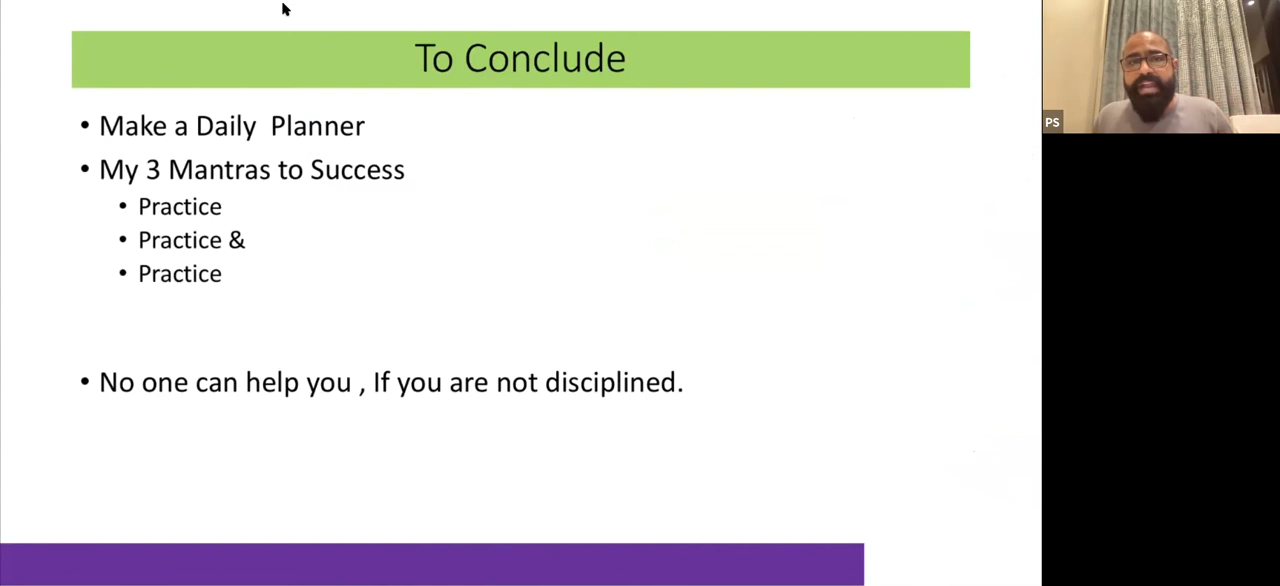 To Conclude
• Make a Daily  Planner
• My 3 Mantras to Success
• Practice
• Practice &
• Practice
• No one can help you , If you are not disciplined.
PS